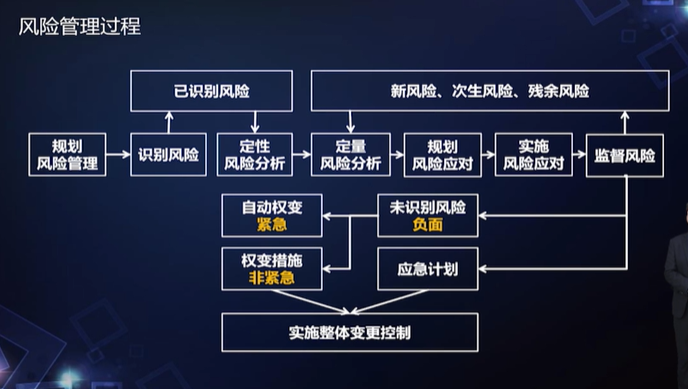 风险管理过程
已识别风险
新风险、次生风险、残余风险
规划
风险管理
识别风险
定性
风险分析
定量
风险分析
规划
风险应对
实施
风险应对
监督风险
自动权变
紧急
未识别风险
负面
权变措施
非紧急
应急计划
实施整体变更控制